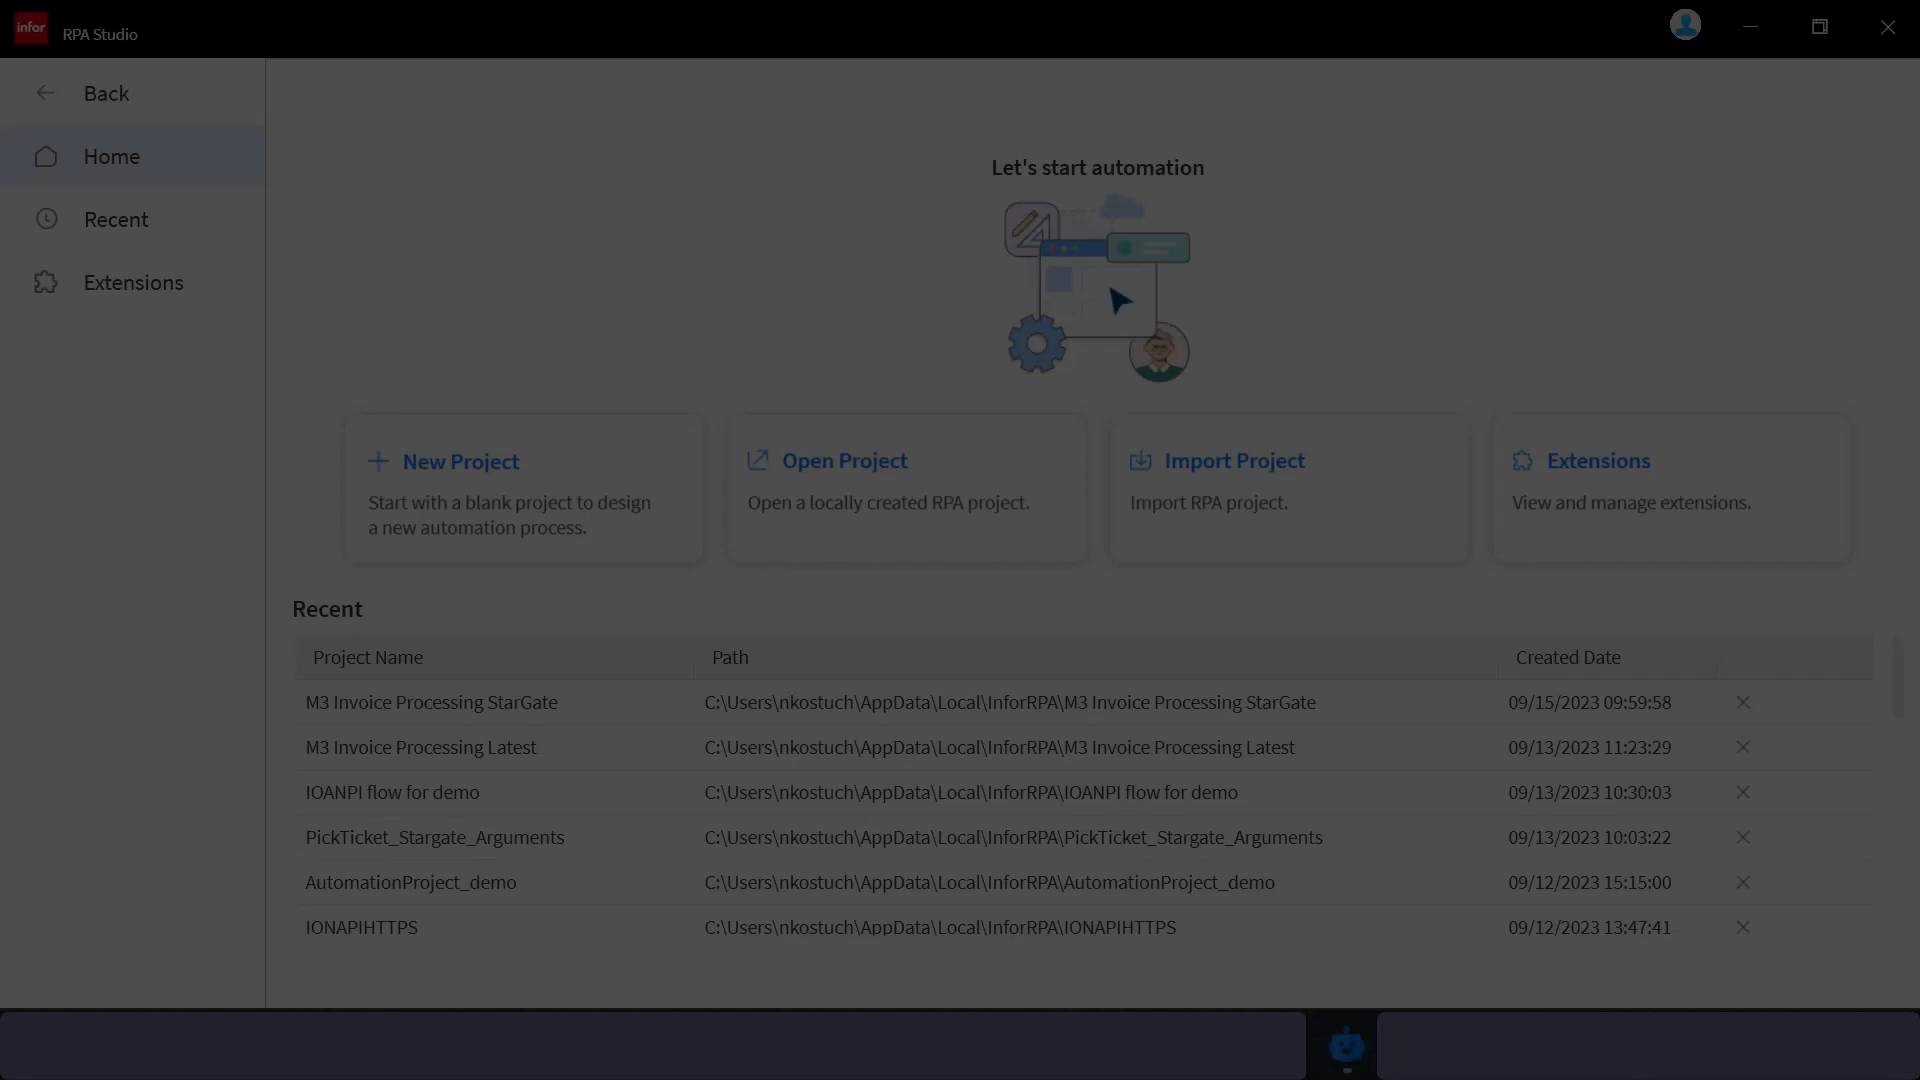 infor
RPA Studio
Back
Home
Recent
Extensions
Let's start automation
New Project
Start with a blank project to design
a new automation process.
Open Project
Open a locally created RPA project.
Import Project
Import RPA project.
Extensions
View and manage extensions.
Recent
Project Name Path Created Date
M3 Invoice Processing StarGate C:\Users\nkostuch\AppData\Local\InforRPA\M3 Invoice Processing StarGate 09/15/2023 09:59:58
M3 Invoice Processing Latest C:\Users\nkostuch\AppData\Local\InforRPA\M3 Invoice Processing Latest 09/13/2023 11:23:29
IOANPI flow for demo C:\Users\nkostuch\AppData\Local\InforRPA\IOANPI flow for demo 09/13/2023 10:30:03
PickTicket_Stargate_Arguments C:\Users\nkostuch\AppData\Local\InforRPA\PickTicket_Stargate_Arguments 09/13/2023 10:03:22
AutomationProject_demo C:\Users\nkostuch\AppData\Local\InforRPA\AutomationProject_demo 09/12/2023 15:15:00
IONAPIHTTPS C:\Users\nkostuch\AppData\Local\InforRPA\IONAPIHTTPS 09/12/2023 13:47:41